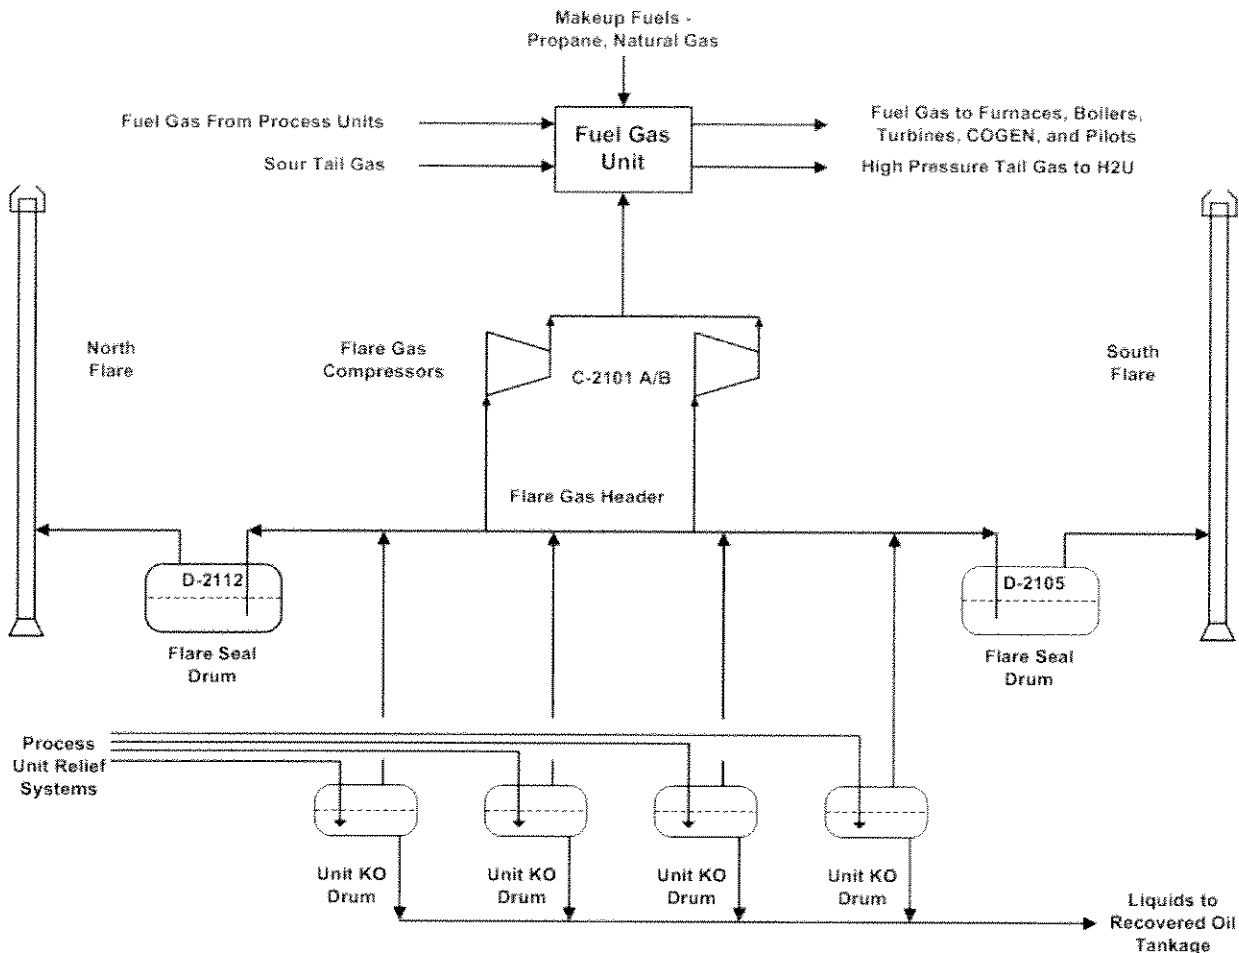 Makeup Fuels -
Propane, Natural Gas
Fuel Gas From Process Units
Sour Tail Gas
Fuel Gas
Unit
Fuel Gas to Furnaces, Boilers,
Turbines, COGEN, and Pilots
High Pressure Tail Gas to H2U
North
Flare
Flare Gas
Compressors
C-2101 A/B
South
Flare
Flare Gas Header
D-2112
D-2105
Flare Seal
Drum
Flare Seal
Drum
Process
Unit Relief
Systems
Unit KO
Drum
Unit KO
Drum
Unit KO
Drum
Unit KO
Drum
Liquids to
Recovered Oil
Tankage